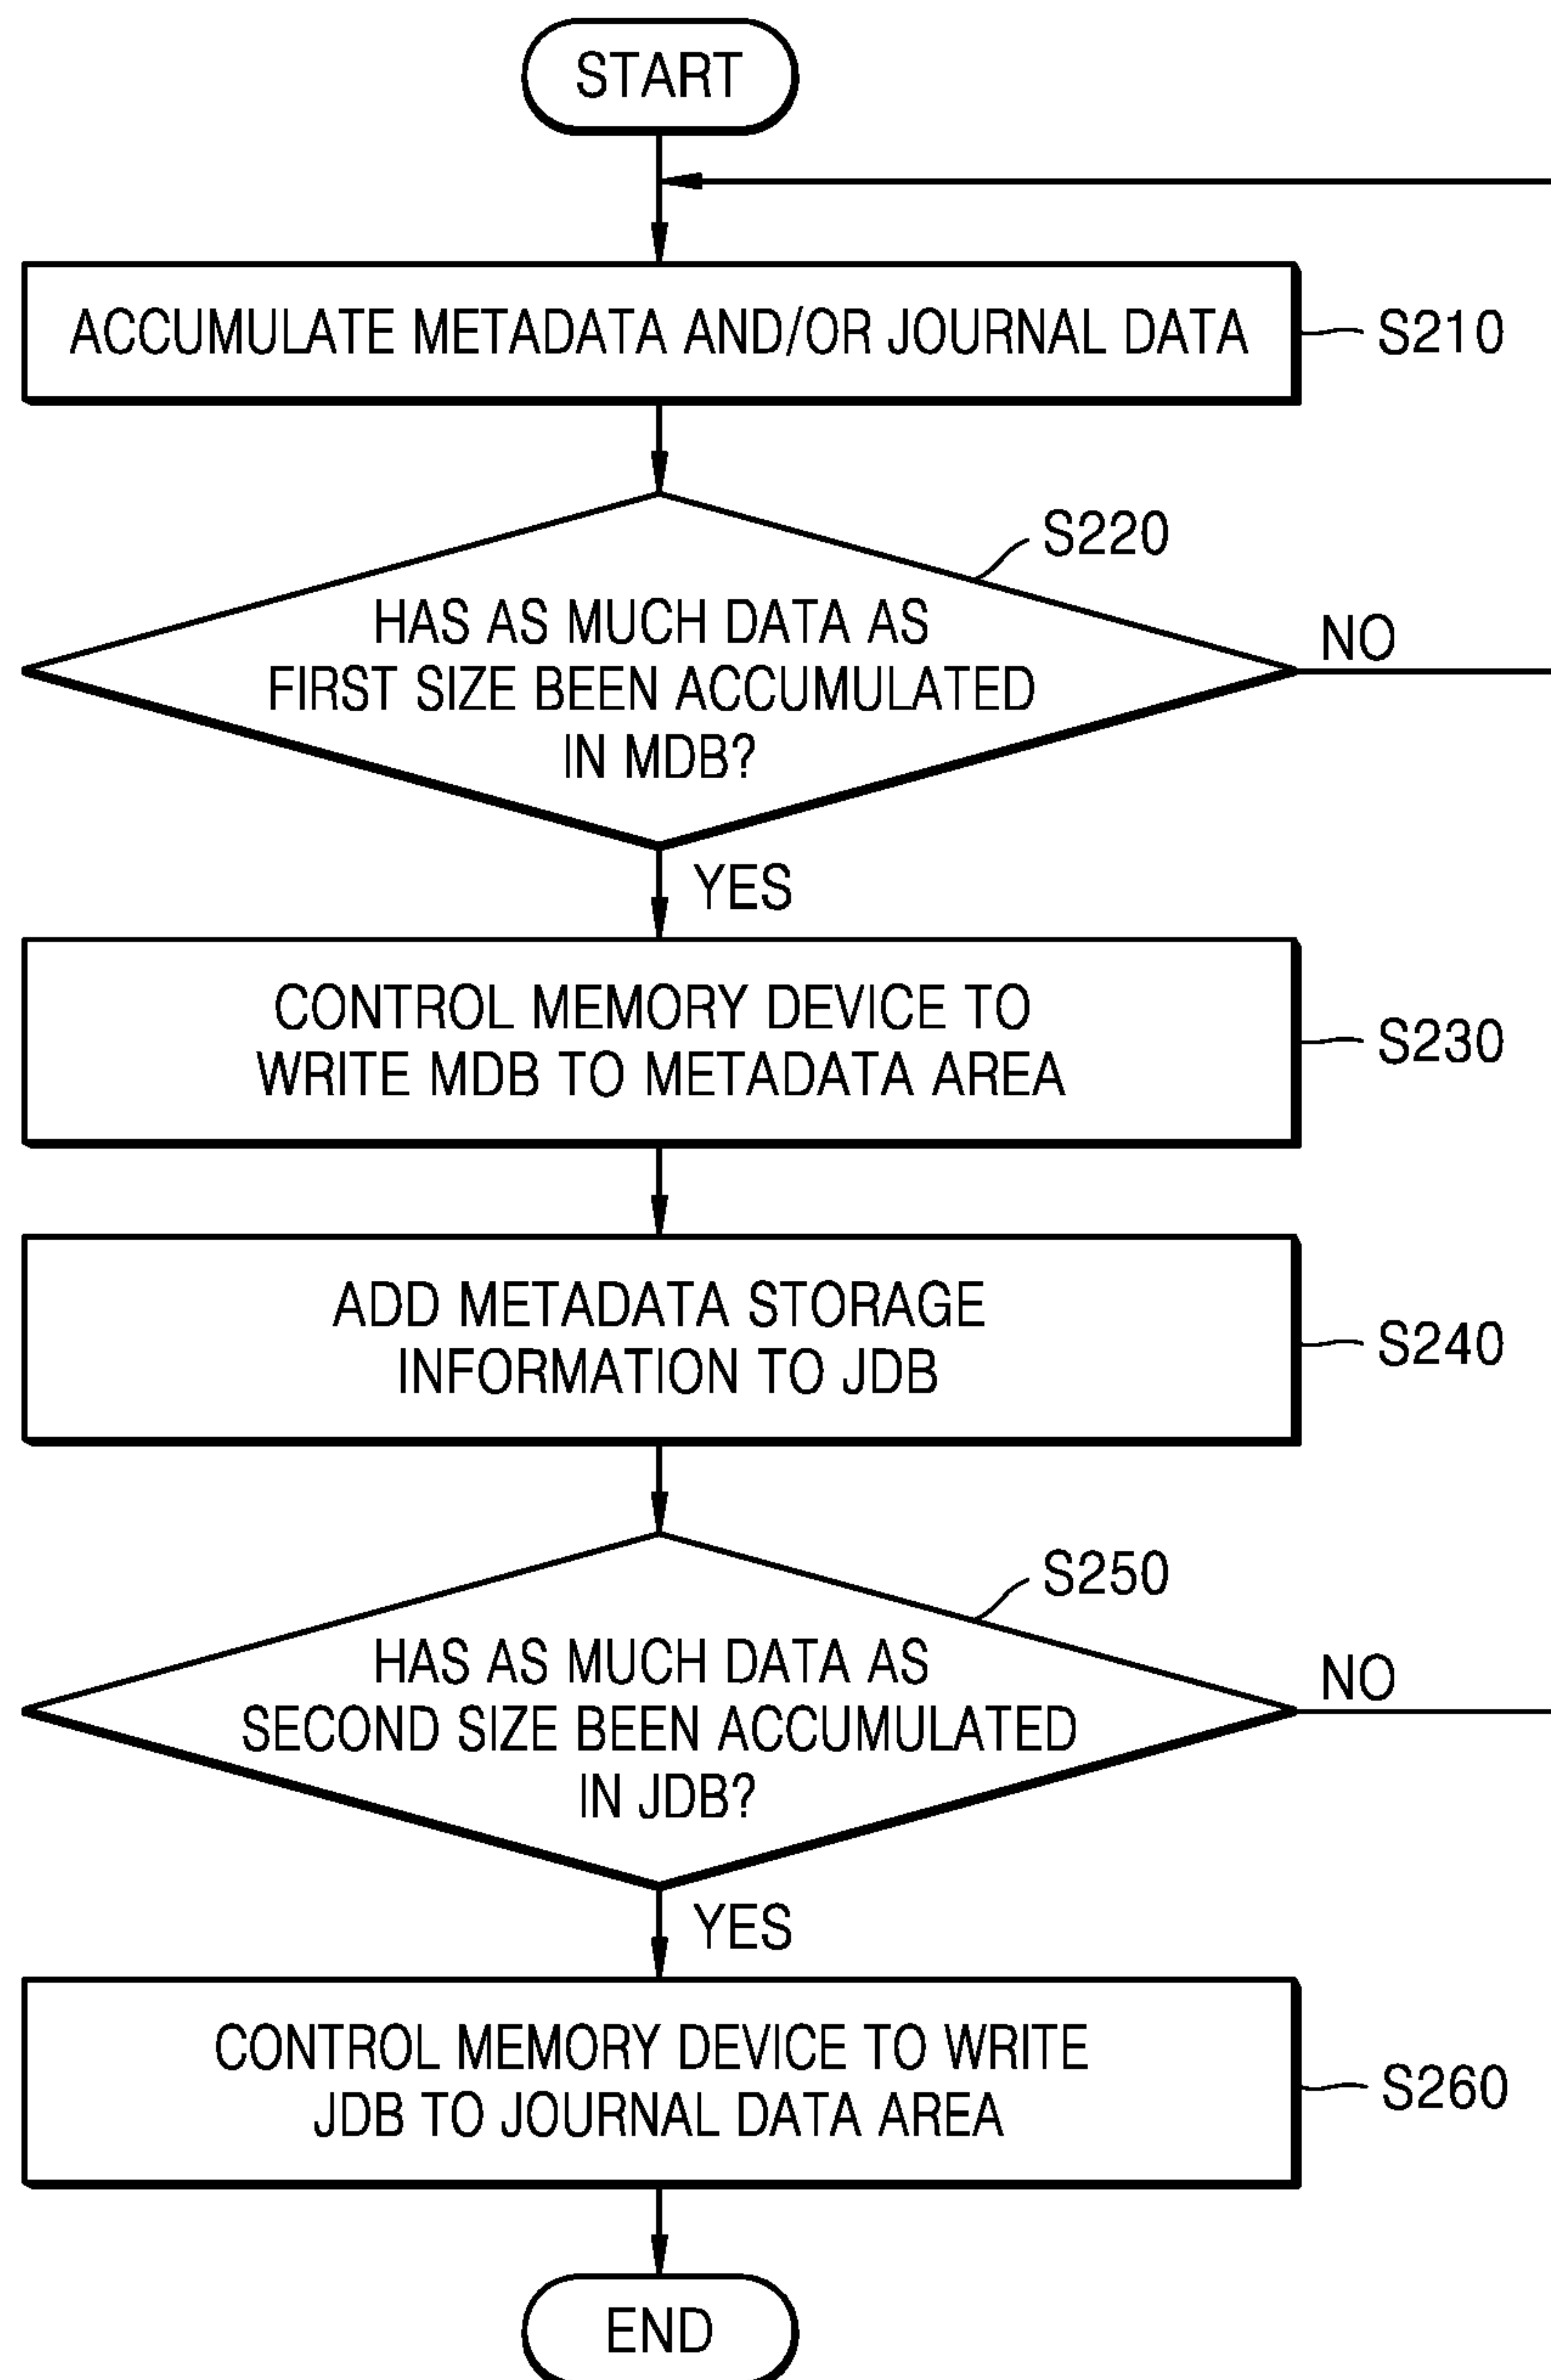 START
ACCUMULATE METADATA AND/OR JOURNAL DATA
S210
S220
HAS AS MUCH DATA AS
FIRST SIZE BEEN ACCUMULATED
IN MDB?
NO
YES
CONTROL MEMORY DEVICE TO
WRITE MDB TO METADATA AREA
S230
ADD METADATA STORAGE
INFORMATION TO JDB
S240
S250
HAS AS MUCH DATA AS
SECOND SIZE BEEN ACCUMULATED
IN JDB?
NO
YES
CONTROL MEMORY DEVICE TO WRITE
JDB TO JOURNAL DATA AREA
S260
END